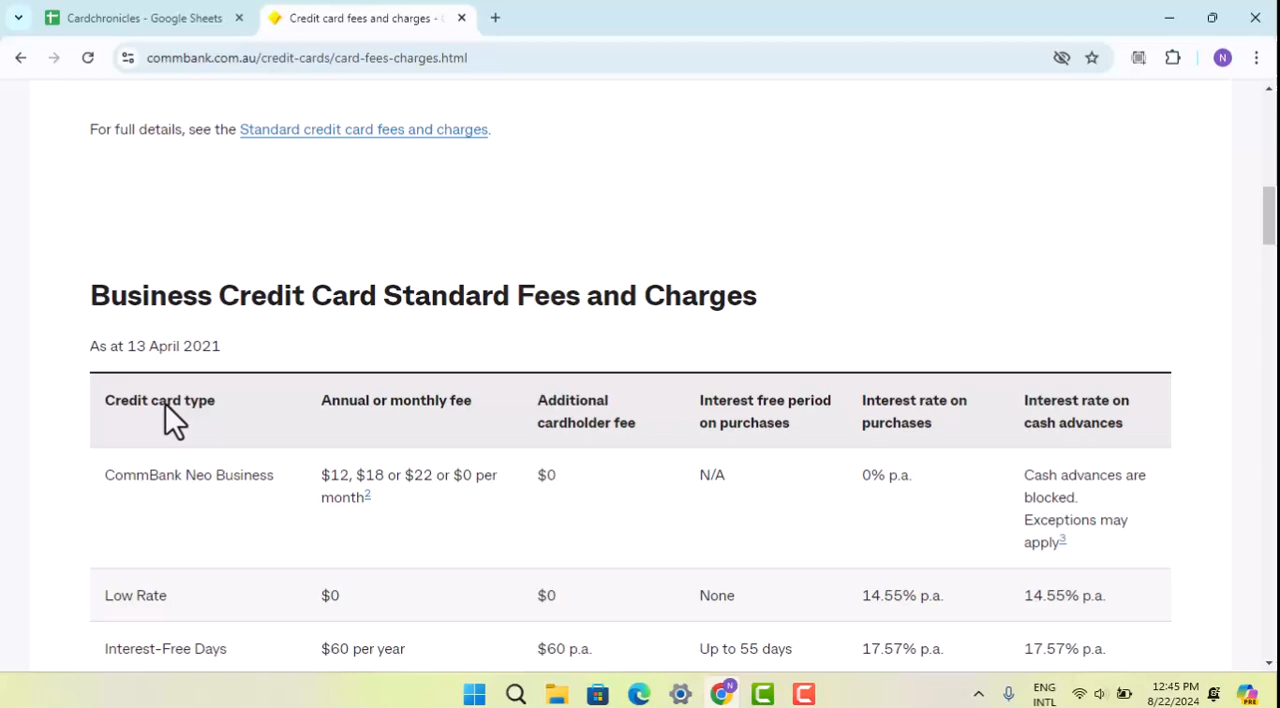 Cardchronicles - Google Sheets
Credit card fees and charges -
commbank.com.au/credit-cards/card-fees-charges.html
N
For full details, see the Standard credit card fees and charges.
Business Credit Card Standard Fees and Charges
As at 13 April 2021
Credit card type
Annual or monthly fee
Additional
cardholder fee
Interest free period
on purchases
Interest rate on
purchases
Interest rate on
cash advances
CommBank Neo Business
$12, $18 or $22 or $0 per
month2
$0
N/A
0% p.a.
Cash advances are
blocked.
Exceptions may
apply3
Low Rate
$0
$0
None
14.55% p.a.
14.55% p.a.
Interest-Free Days
$60 per year
$60 p.a.
Up to 55 days
17.57% p.a.
17.57% p.a.
N
ENG
INTL
12:45 PM
8/22/2024
PRE